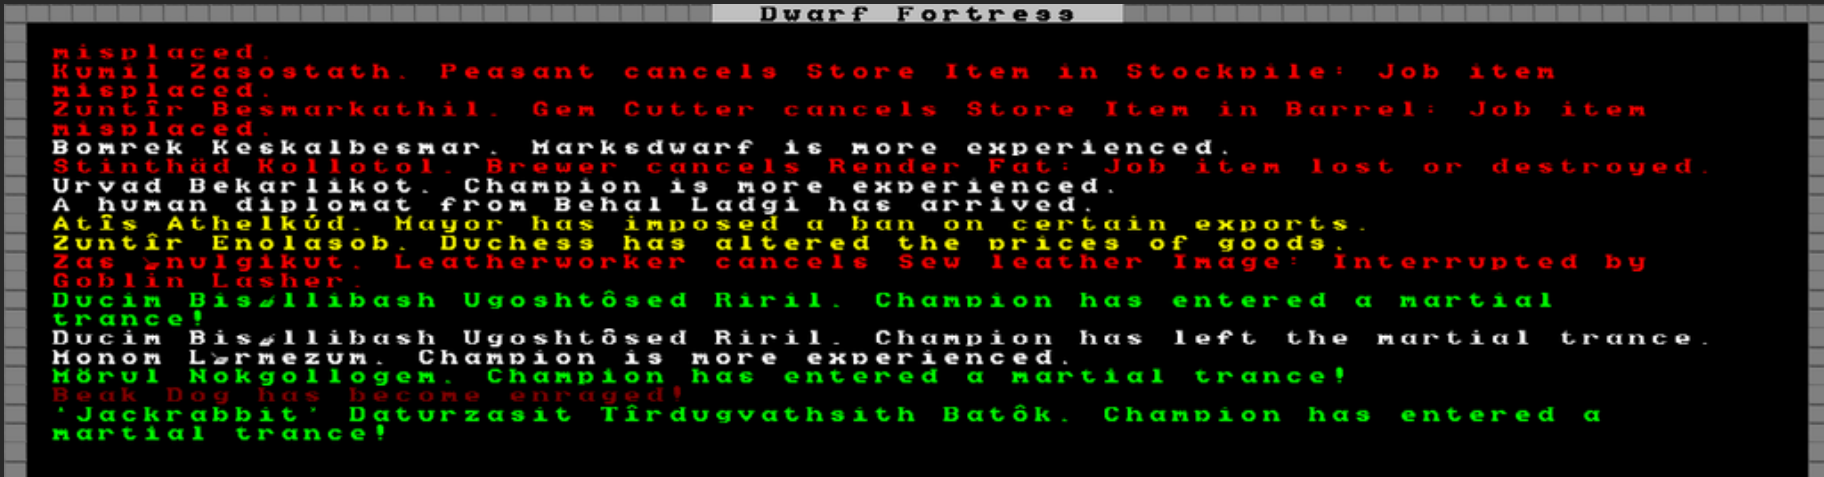 Dwarf Fortress
misplaced.
Kumil Zasostath, Peasant cancels Store Item in Stockpile: Job item
misplaced.
Zuntîr Besmarkathil, Gem Cutter cancels Store Item in Barrel: Job item
misplaced.
Bomrek Keskalbesmar, Marksdwarf is more experienced.
Stinthäd Kollotol, Brewer cancels Render Fat: Job item lost or destroyed.
Urvad Bekarlikot, Champion is more experienced.
A human diplomat from Behal Ladgi has arrived.
Atîs Athelkúd, Mayor has imposed a ban on certain exports.
Zuntîr Enolasob, Duchess has altered the prices of goods.
Zas Leatherworker cancels Sew leather Image: Interrupted by
Goblin Lasher.
Ducim Ugoshtôsed Riril, Champion has entered a martial
trance!
Ducim Ugoshtôsed Riril, Champion has left the martial trance.
Monom Champion is more experienced.
Mörul Nokgollogem, Champion has entered a martial trance!
Beak Dog has become enraged!
'Jackrabbit' Daturzasit Tîrdugvathsith Batôk, Champion has entered a
martial trance!